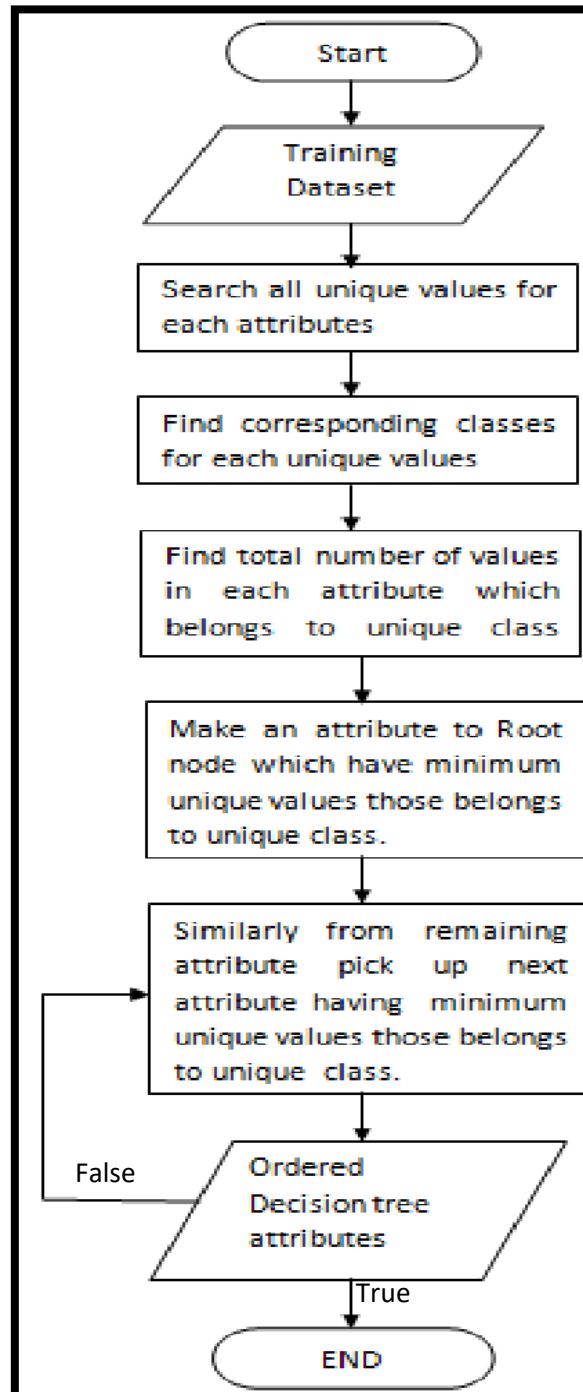 Start
Training
Dataset
Search all unique values for
each attributes
Find corresponding classes
for each unique values
Find total number of values
in each attribute which
belongs to unique class
Make an attribute to Root
node which have minimum
unique values those belongs
to unique class.
Similarly from remaining
attribute pick up next
attribute having minimum
unique values those belongs
to unique class.
False
Ordered
Decision tree
attributes
True
END